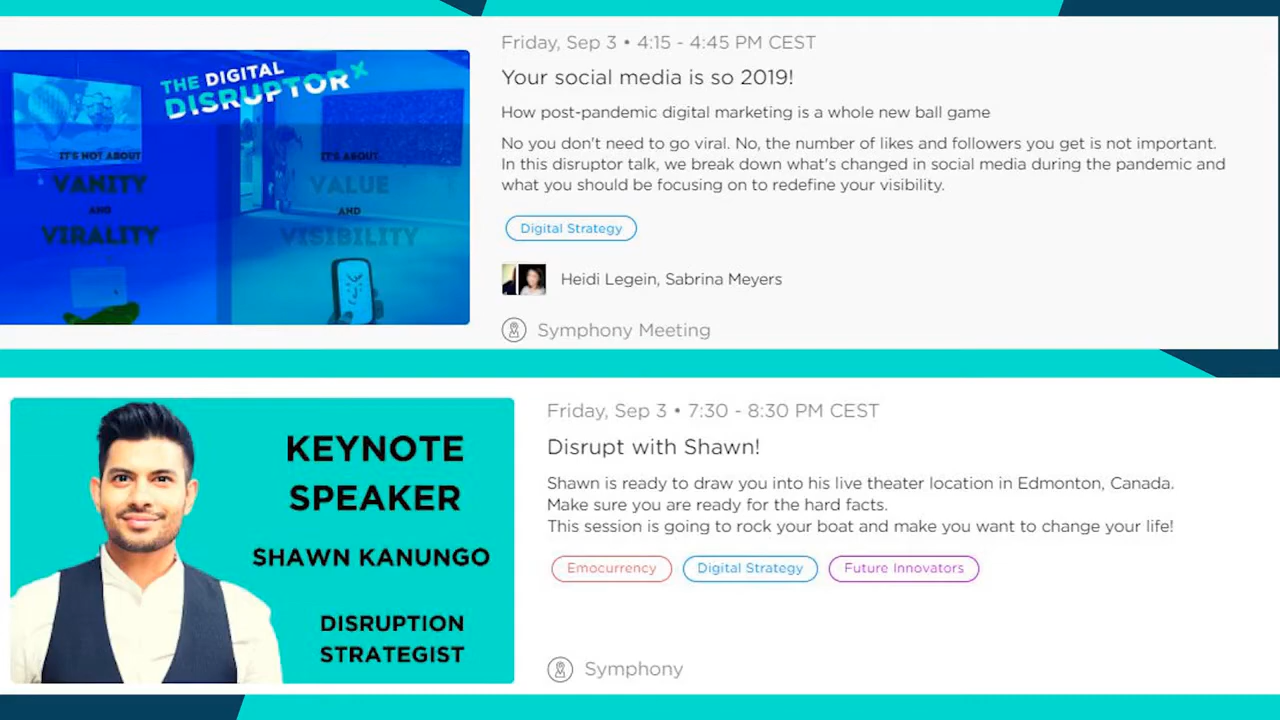 THE DIGITAL
DISRUPTORX
IT'S NOT ABOUT
VANITY
AND
VIRALITY
IT'S ABOUT
VALUE
AND
VISIBILITY
Friday, Sep 3 • 4:15 - 4:45 PM CEST
Your social media is so 2019!
How post-pandemic digital marketing is a whole new ball game
No you don't need to go viral. No, the number of likes and followers you get is not important.
In this disruptor talk, we break down what's changed in social media during the pandemic and
what you should be focusing on to redefine your visibility.
Digital Strategy
Heidi Legein, Sabrina Meyers
Symphony Meeting
KEYNOTE
SPEAKER
SHAWN KANUNGO
DISRUPTION
STRATEGIST
Friday, Sep 3 • 7:30 - 8:30 PM CEST
Disrupt with Shawn!
Shawn is ready to draw you into his live theater location in Edmonton, Canada.
Make sure you are ready for the hard facts.
This session is going to rock your boat and make you want to change your life!
Emocurrency
Digital Strategy
Future Innovators
Symphony